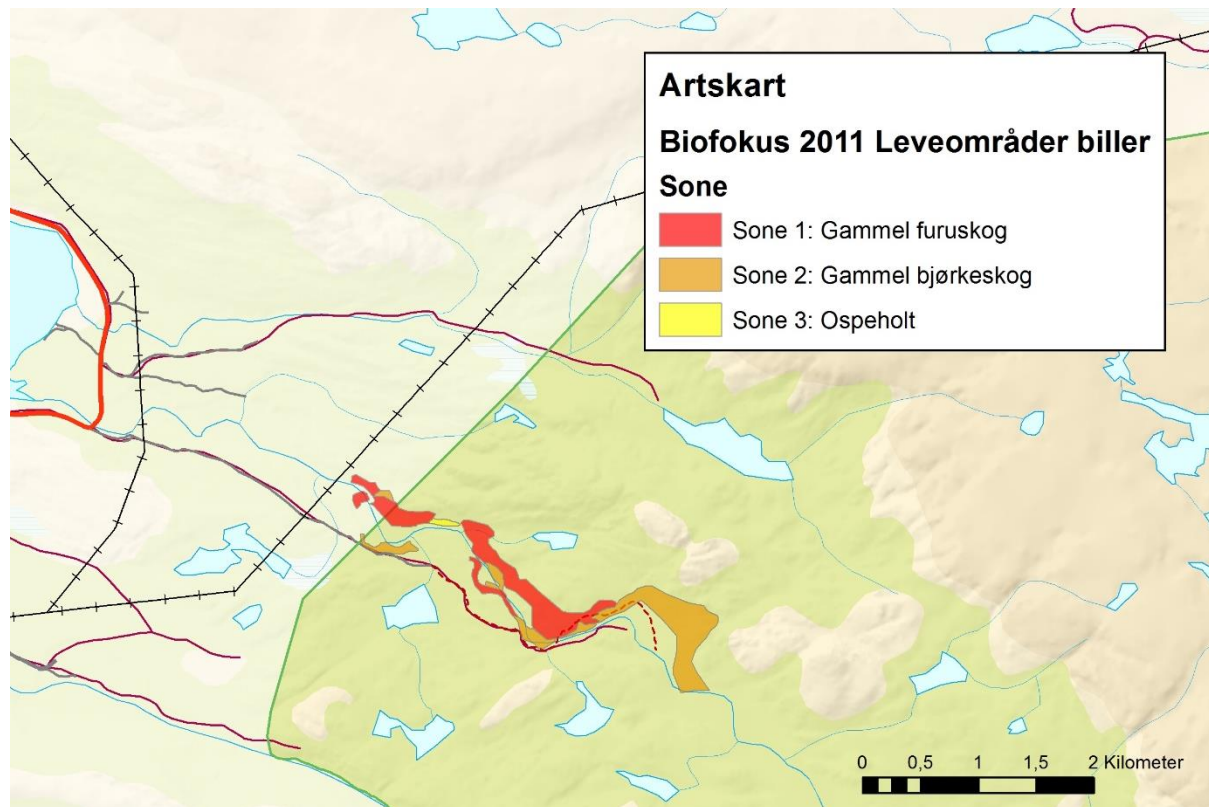 Artskart
Biofokus 2011 Leveområder biller
Sone
Sone 1: Gammel furuskog
Sone 2: Gammel bjørkeskog
Sone 3: Ospeholt
0 0,5 1 1,5 2 Kilometer